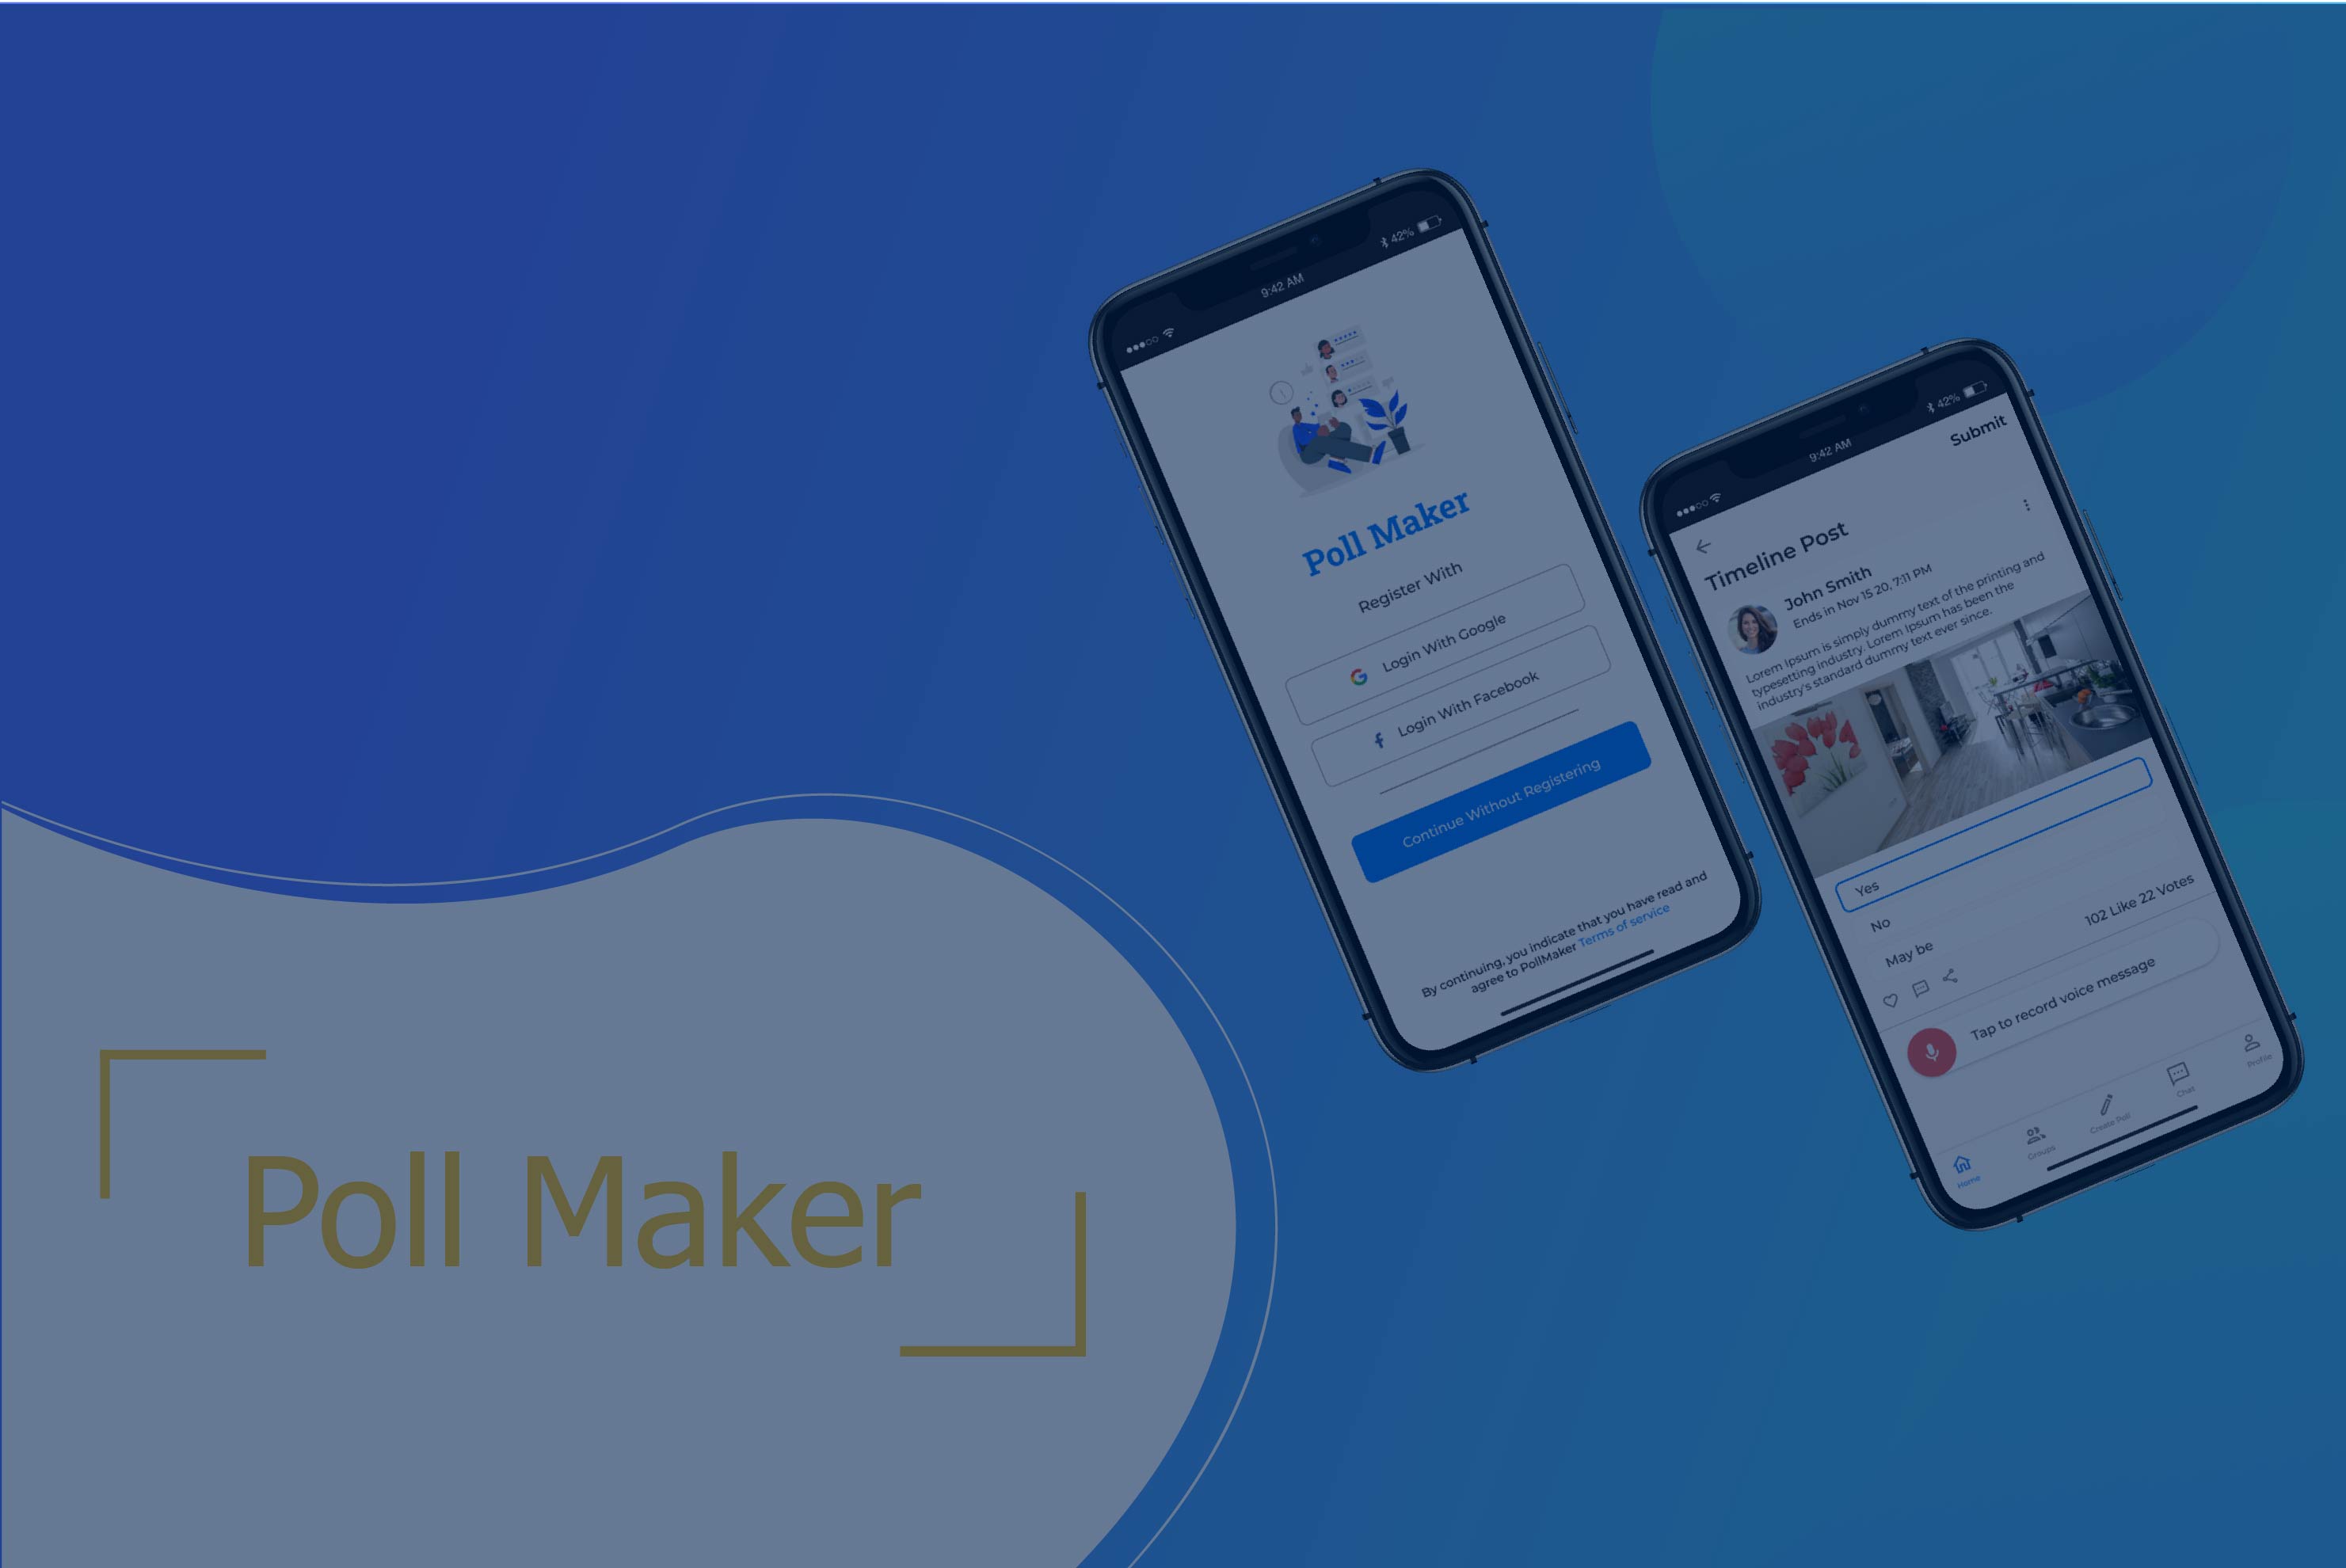 9:42 AM
42%
Poll Maker
Register With
Login With Google
Login With Facebook
Continue Without Registering
By continuing, you indicate that you have read and
agree to PollMaker Terms of service
9:42 AM
42%
Submit
Timeline Post
John Smith
Ends in Nov 15 20, 7:11 PM
Lorem Ipsum is simply dummy text of the printing and
typesetting industry. Lorem Ipsum has been the
industry's standard dummy text ever since.
Yes
No
May be
102 Like 22 Votes
Tap to record voice message
Home
Groups
Create Poll
Chat
Profile
Poll Maker